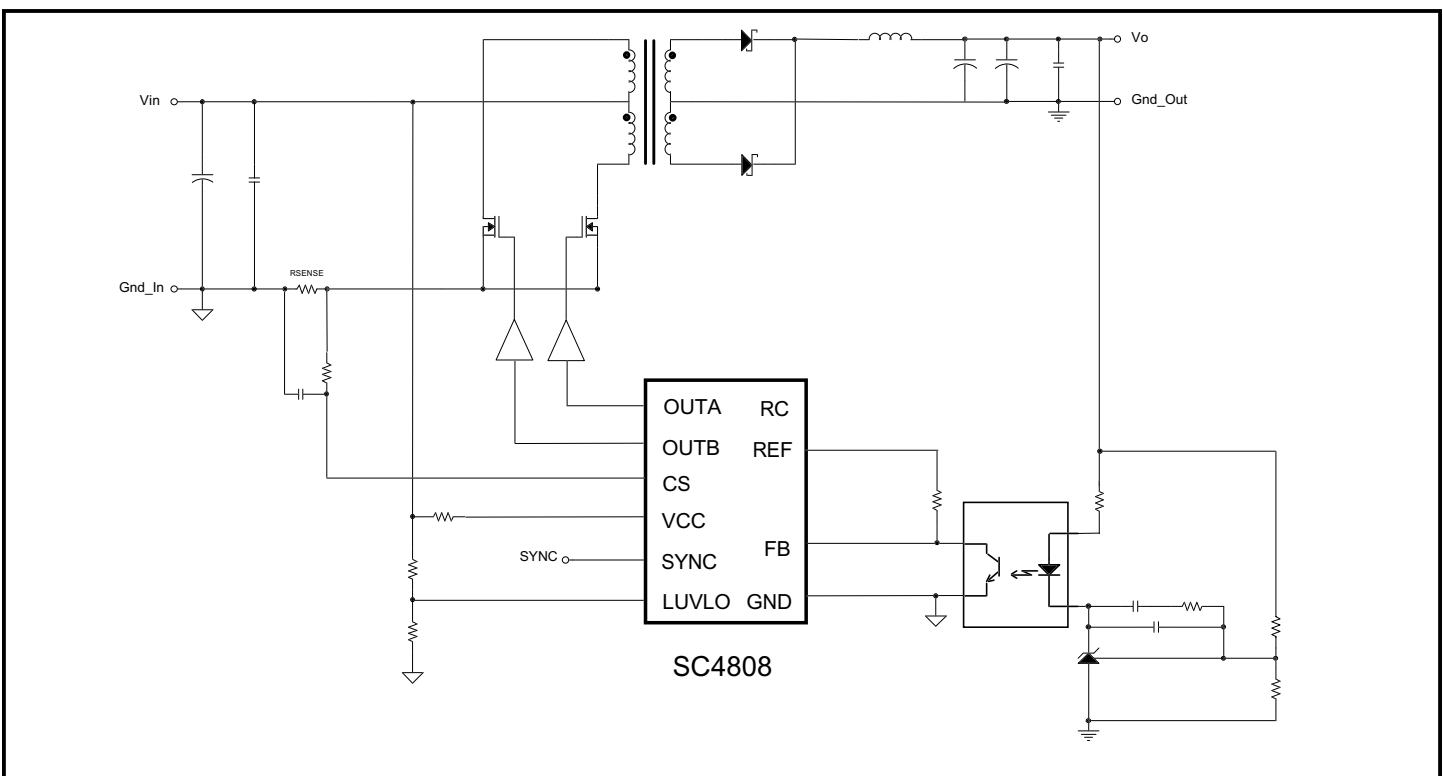 Vo
Vin
Gnd_Out
RSENSE
Gnd_In
OUTA
RC
OUTB
REF
CS
VCC
FB
SYNC
SYNC
LUVLO
GND
SC4808